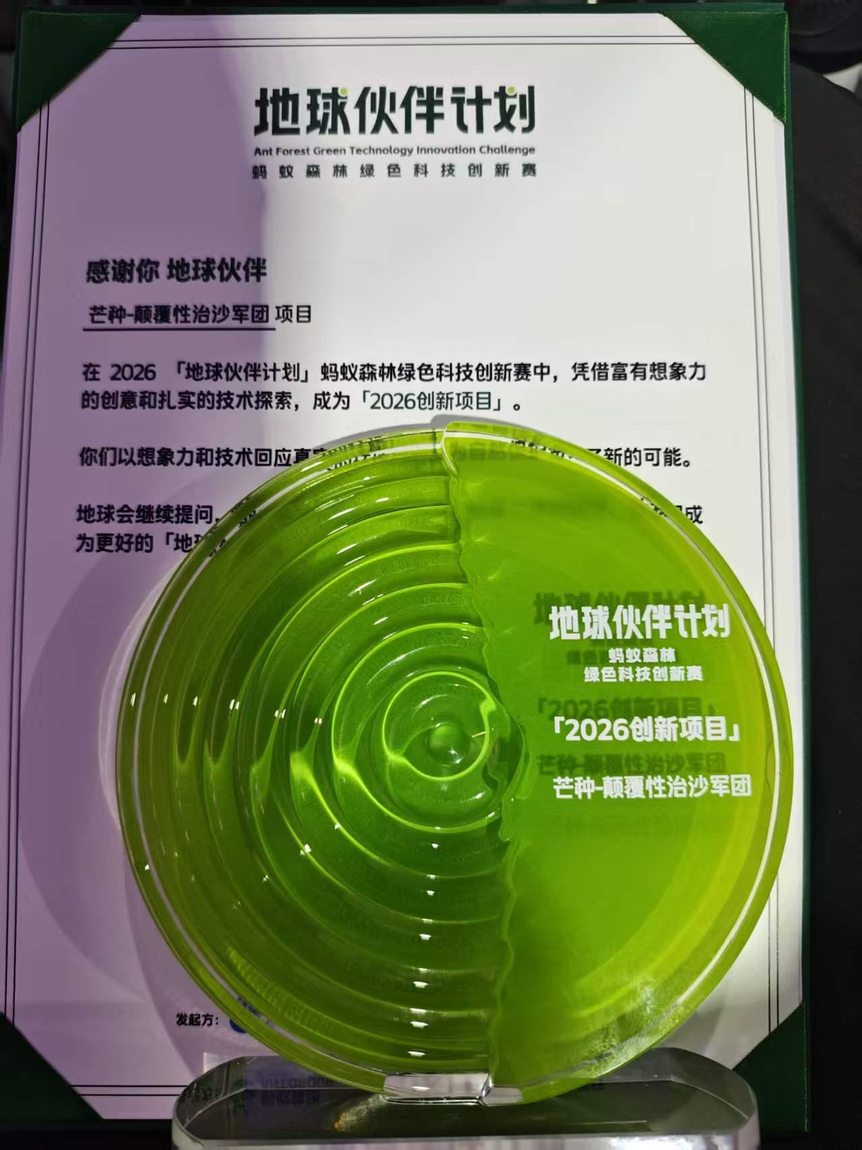 地球伙伴计划
Ant Forest Green Technology Innovation Challenge
蚂蚁森林绿色科技创新赛
感谢你 地球伙伴
芒种-颠覆性治沙军团 项目
在 2026 「地球伙伴计划」蚂蚁森林绿色科技创新赛中，凭借富有想象力
的创意和扎实的技术探索，成为「2026创新项目」。
你们以想象力和技术回应真 新的可能。
地球会继续提问， 成
为更好的「地球
地球伙伴计划
蚂蚁森林
绿色科技创新赛
「2026创新项目」
芒种-颠覆性治沙军团
发起方：